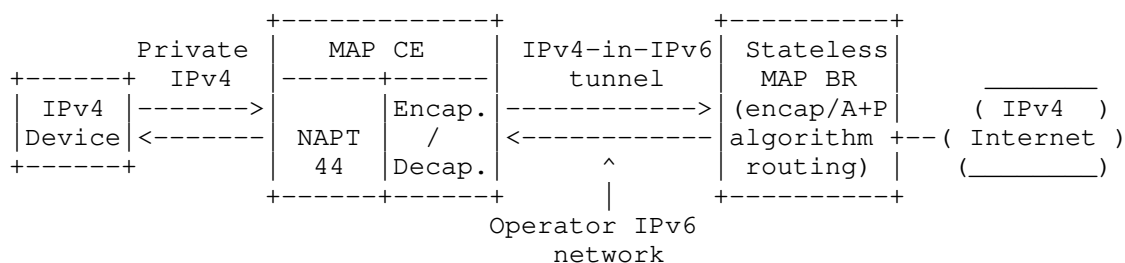 Private MAP CE IPv4-in-IPv6 Stateless
IPv4 tunnel MAP BR
IPv4 Encap. (encap/A+P ( IPv4 )
Device NAPT / algorithm ( Internet )
44 Decap. ^ routing) (_________)
Operator IPv6
network